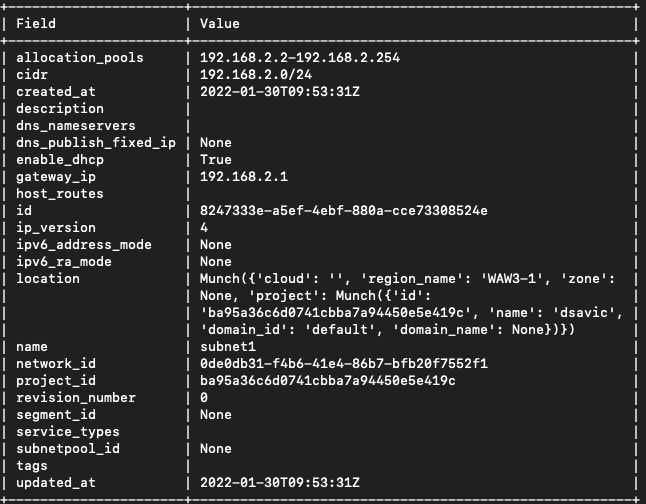 +----------------------+------------------------------------------------------+
| Field                | Value                                                |
+----------------------+------------------------------------------------------+
| allocation_pools     | 192.168.2.2-192.168.2.254                            |
| cidr                 | 192.168.2.0/24                                       |
| created_at           | 2022-01-30T09:53:31Z                                 |
| description          |                                                      |
| dns_nameservers      |                                                      |
| dns_publish_fixed_ip | None                                                 |
| enable_dhcp          | True                                                 |
| gateway_ip           | 192.168.2.1                                          |
| host_routes          |                                                      |
| id                   | 8247333e-a5ef-4ebf-880a-cce73308524e                 |
| ip_version           | 4                                                    |
| ipv6_address_mode    | None                                                 |
| ipv6_ra_mode         | None                                                 |
| location             | Munch({'cloud': '', 'region_name': 'WAW3-1', 'zone': |
|                      | None, 'project': Munch({'id':                        |
|                      | 'ba95a36c6d0741cbba7a94450e5e419c', 'name': 'dsavic', |
|                      | 'domain_id': 'default', 'domain_name': None})})      |
| name                 | subnet1                                              |
| network_id           | 0de0db31-f4b6-41e4-86b7-bfb20f7552f1                 |
| project_id           | ba95a36c6d0741cbba7a94450e5e419c                     |
| revision_number      | 0                                                    |
| segment_id           | None                                                 |
| service_types        |                                                      |
| subnetpool_id        | None                                                 |
| tags                 |                                                      |
| updated_at           | 2022-01-30T09:53:31Z                                 |
+----------------------+------------------------------------------------------+